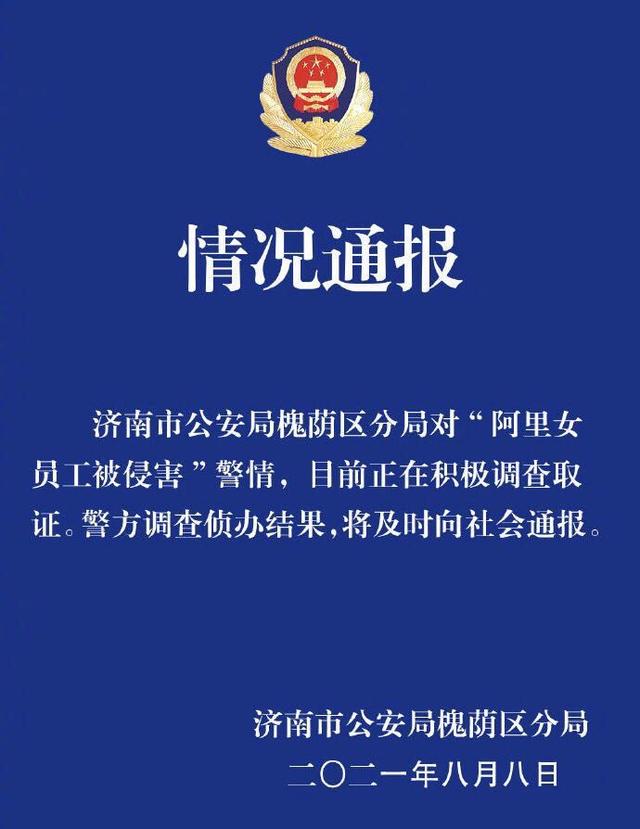 情况通报
济南市公安局槐荫区分局对“阿里女
员工被侵害”警情，目前正在积极调查取
证。警方调查侦办结果，将及时向社会通报。
济南市公安局槐荫区分局
二〇二一年八月八日